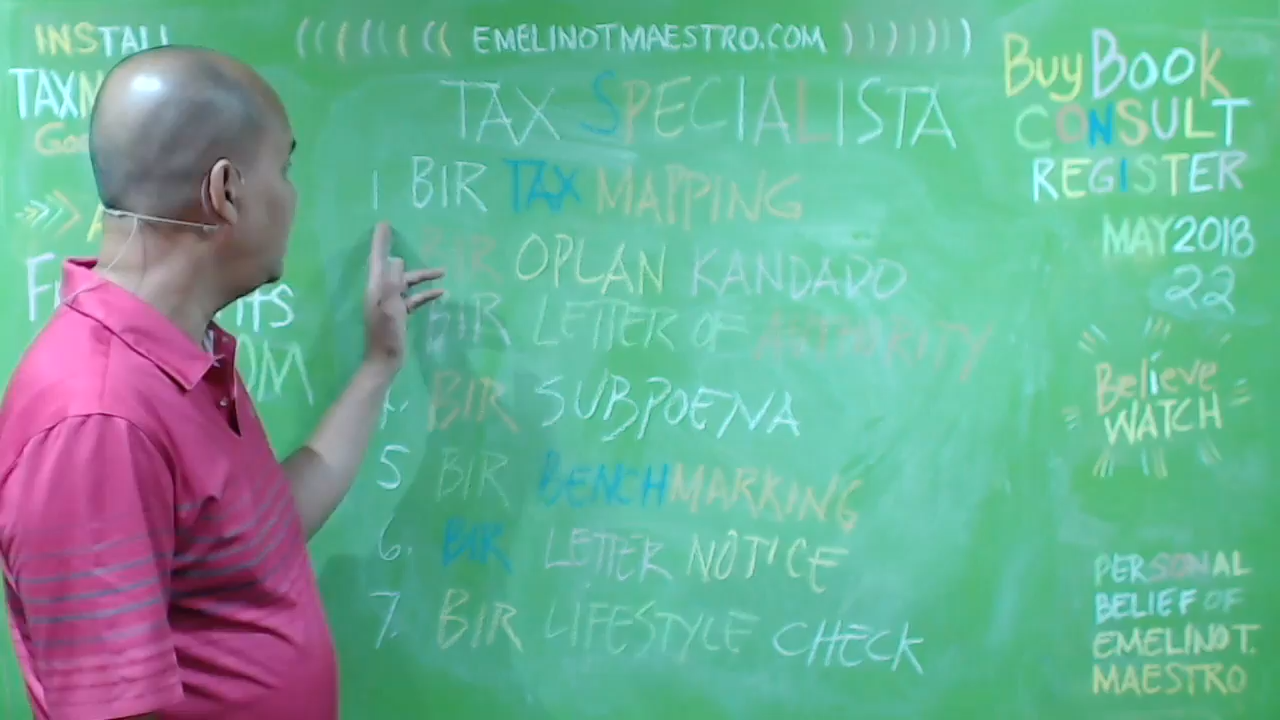 INSTALL
((((((( EMELINOTMAESTRO.COM )))))))
TAX SPECIALISTA
1 BIR TAX MAPPING
BIR OPLAN KANDADO
BIR LETTER OF AUTHORITY
4. BIR SUBPOENA
5 BIR BENCHMARKING
6. BIR LETTER NOTICE
7. BIR LIFESTYLE CHECK
Buy Book
CONSULT
REGISTER
MAY 2018
22
Believe
WATCH
PERSONAL
BELIEF OF
EMELINO T.
MAESTRO